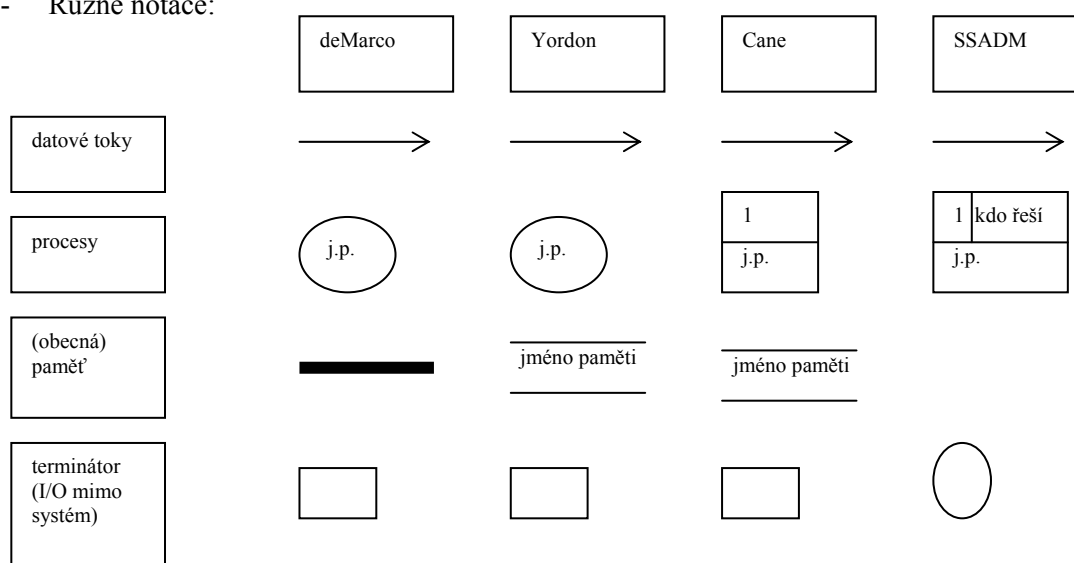 - Různé notace:
deMarco Yordon Cane SSADM
datové toky
procesy j.p. j.p. 1 j.p. 1 kdo řeší j.p.
(obecná)
paměť jméno paměti jméno paměti
terminátor
(I/O mimo
systém)